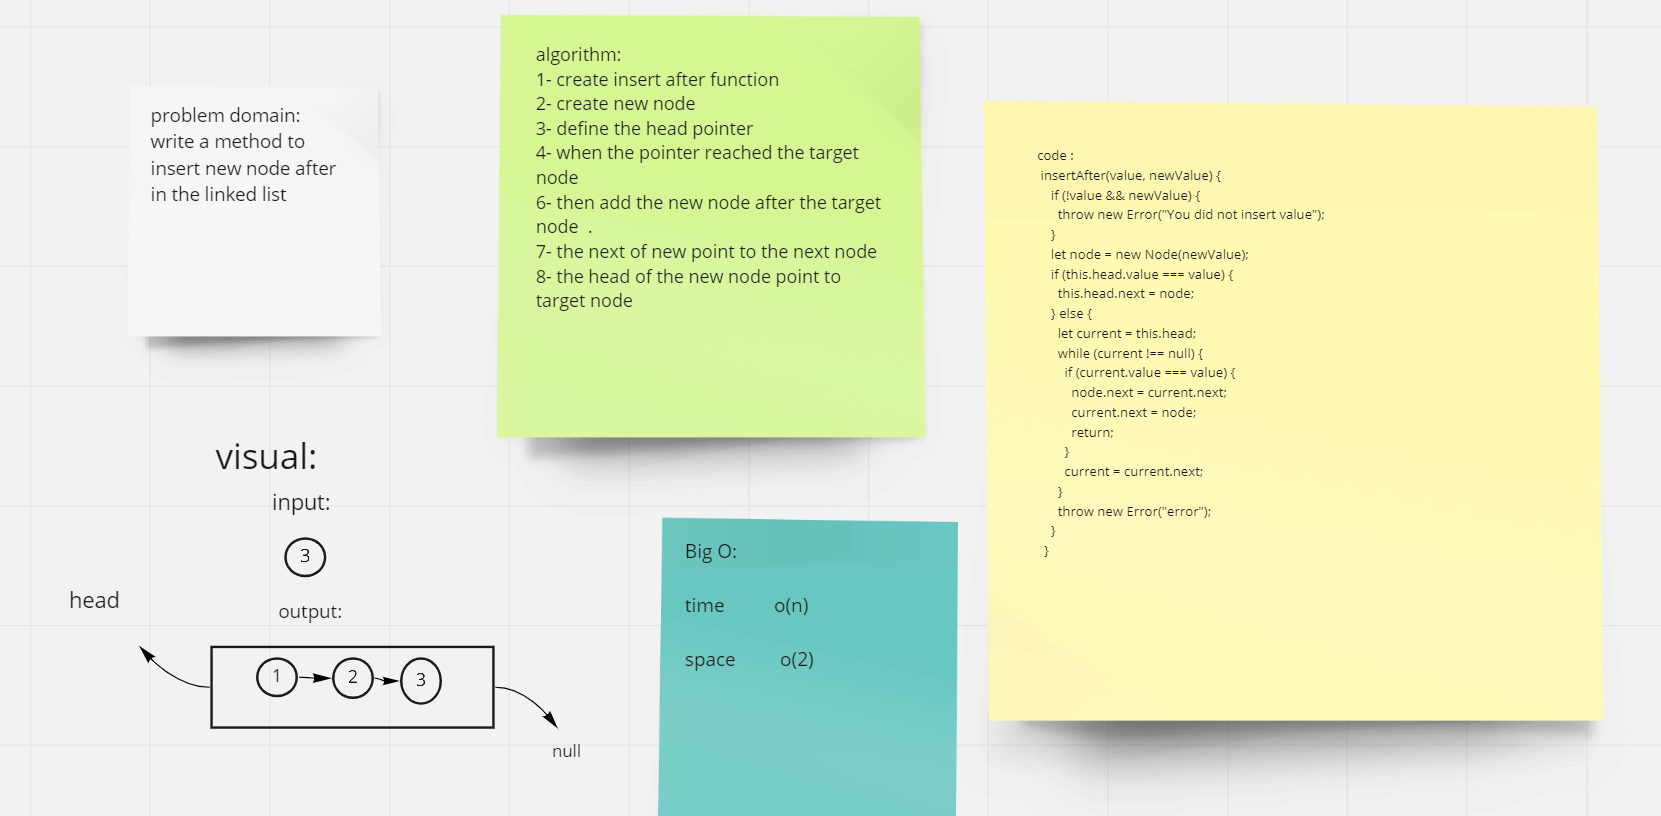 problem domain:
write a method to
insert new node after
in the linked list
algorithm:
1- create insert after function
2- create new node
3- define the head pointer
4- when the pointer reached the target
node
6- then add the new node after the target
node  .
7- the next of new point to the next node
8- the head of the new node point to
target node
code :
insertAfter(value, newValue) {
if (!value && newValue) {
throw new Error("You did not insert value");
}
let node = new Node(newValue);
if (this.head.value === value) {
this.head.next = node;
} else {
let current = this.head;
while (current !== null) {
if (current.value === value) {
node.next = current.next;
current.next = node;
return;
}
current = current.next;
}
throw new Error("error");
}
}
visual:
input:
3
head
output:
1
2
3
null
Big O:
time o(n)
space o(2)